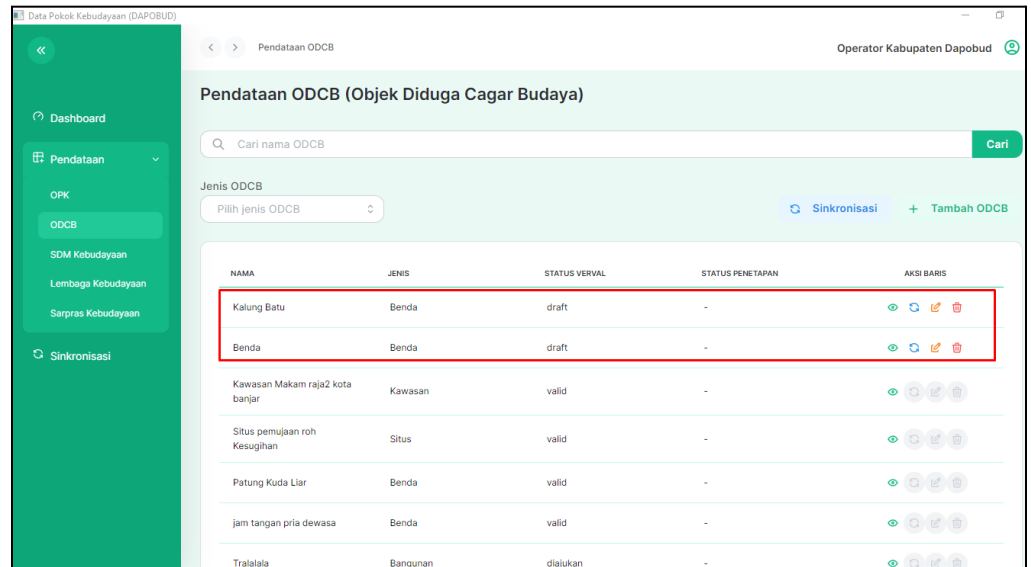 Data Pokok Kebudayaan (DAPOBUD)
Pendataan ODCB
Operator Kabupaten Dapobud
Dashboard
Pendataan
OPK
ODCB
SDM Kebudayaan
Lembaga Kebudayaan
Sarpras Kebudayaan
Sinkronisasi
Pendataan ODCB (Objek Diduga Cagar Budaya)
Cari nama ODCB
Cari
Jenis ODCB
Pilih jenis ODCB
Sinkronisasi
+ Tambah ODCB
NAMA JENIS STATUS VERVAL STATUS PENETAPAN AKSI BARIS
Kalung Batu Benda draft -
Benda Benda draft -
Kawasan Makam raja2 kota
banjar Kawasan valid -
Situs pemujaan roh
Kesugihan Situs valid -
Patung Kuda Liar Benda valid -
jam tangan pria dewasa Benda valid -
Tralalala Bangunan diajukan -